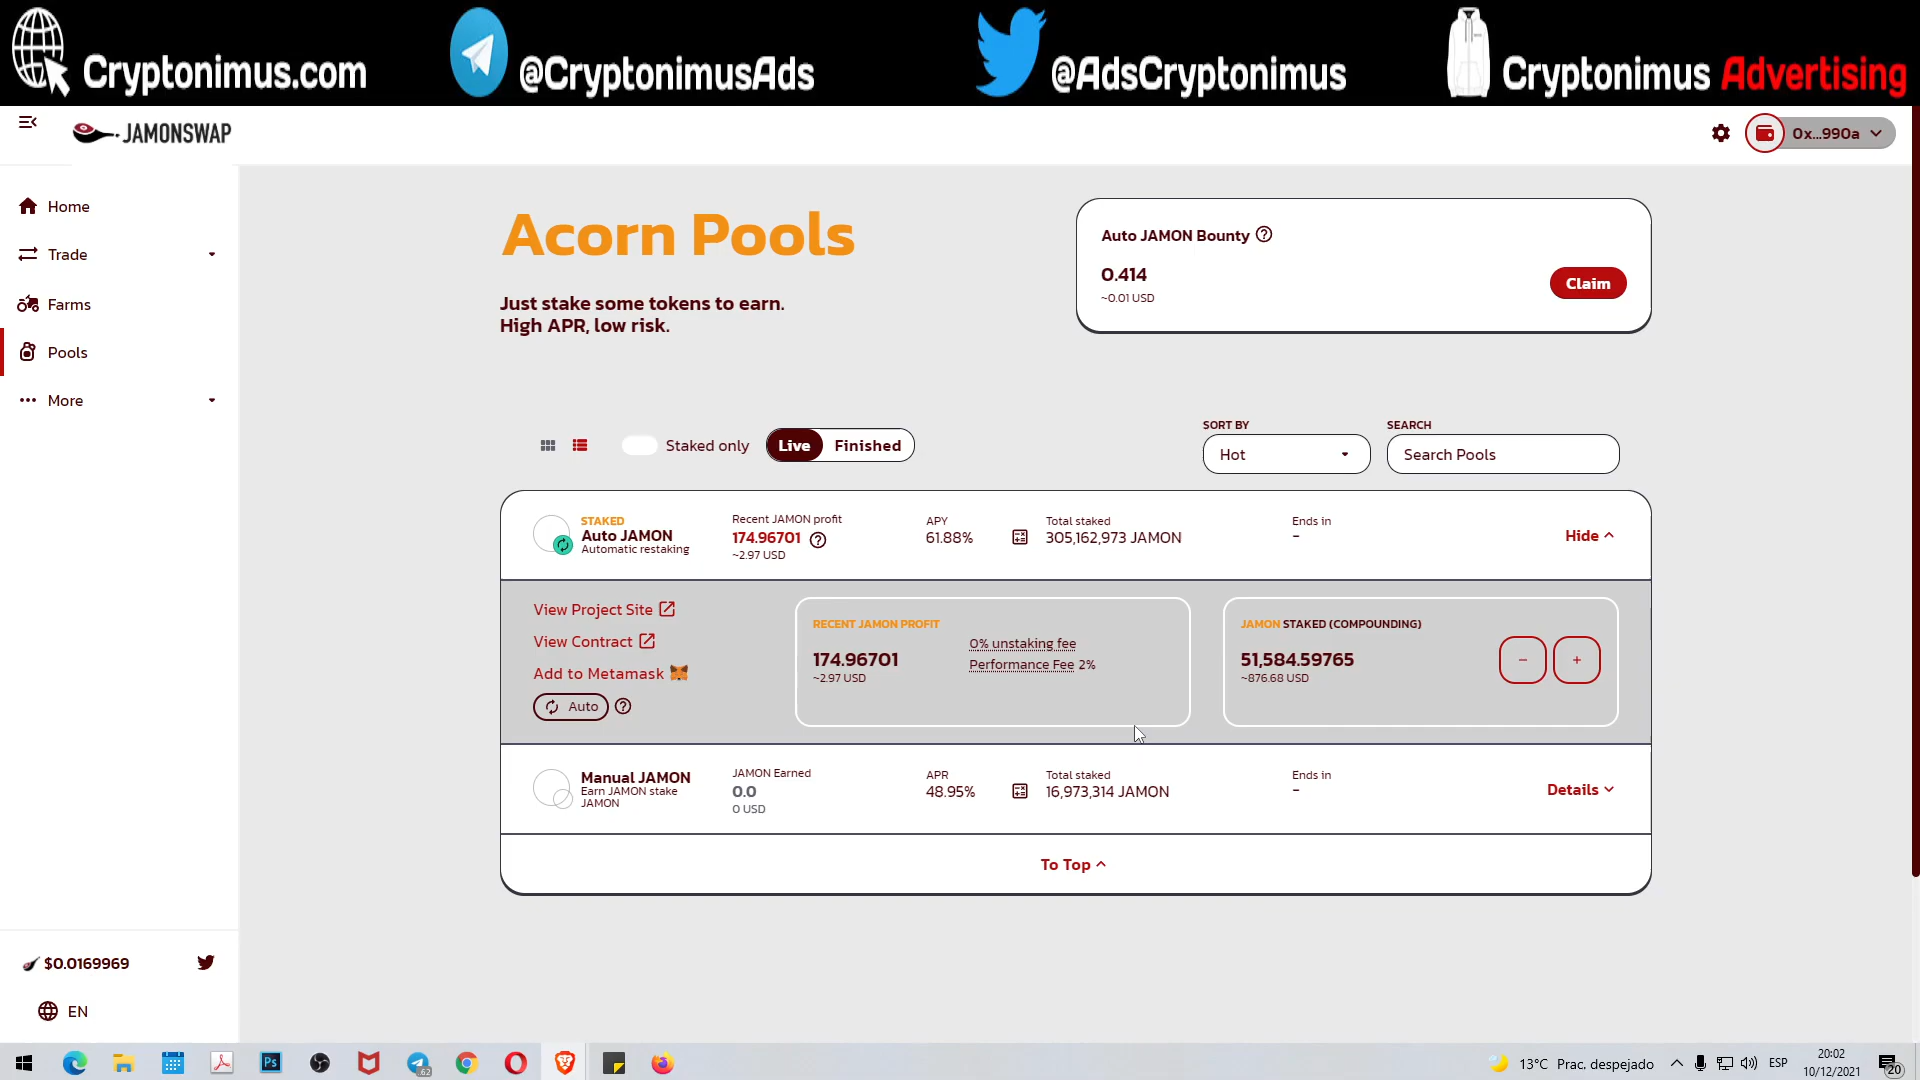 Cryptonimus.com
@CryptonimusAds
@AdsCryptonimus
Cryptonimus Advertising
JAMONSWAP
0x...990a
Home
Trade
Farms
Pools
More
Acorn Pools
Just stake some tokens to earn.
High APR, low risk.
Auto JAMON Bounty
0.414
~0.01 USD
Claim
Staked only
Live
Finished
SORT BY
Hot
SEARCH
Search Pools
STAKED
Auto JAMON
Automatic restaking
Recent JAMON profit
174.96701
~2.97 USD
APY
61.88%
Total staked
305,162,973 JAMON
Ends in
-
Hide
View Project Site
View Contract
Add to Metamask
Auto
RECENT JAMON PROFIT
174.96701
~2.97 USD
0% unstaking fee
Performance Fee 2%
JAMON STAKED (COMPOUNDING)
51,584.59765
~876.68 USD
Manual JAMON
Earn JAMON stake
JAMON
JAMON Earned
0.0
0 USD
APR
48.95%
Total staked
16,973,314 JAMON
Ends in
-
Details
To Top
$0.0169969
EN
Ps
62
13°C Prac. despejado
ESP
20:02
10/12/2021
20